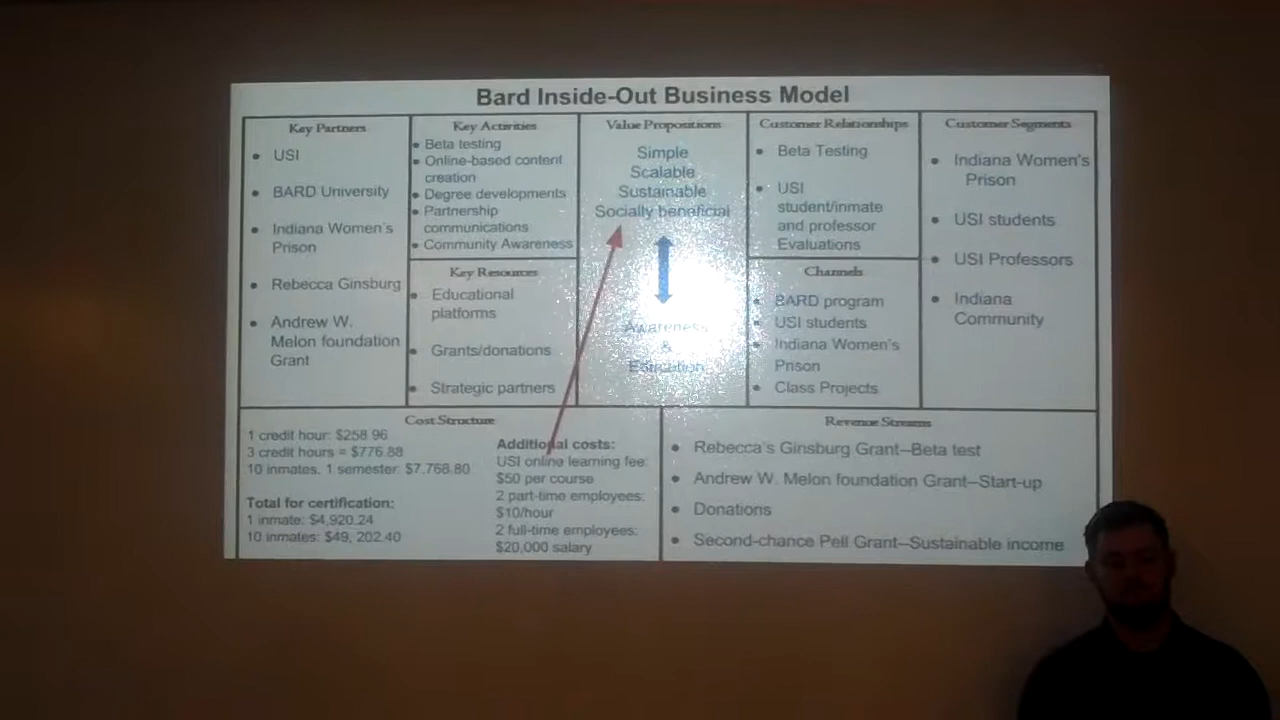 Bard Inside-Out Business Model
Key Partners
• USI
• BARD University
• Indiana Women's
Prison
• Rebecca Ginsburg
• Andrew W.
Melon foundation
Grant
Key Activities
• Beta testing
• Online-based content
creation
• Degree developments
• Partnership
communications
• Community Awareness
Key Resources
• Educational
platforms
• Grants/donations
• Strategic partners
Value Propositions
Simple
Scalable
Sustainable
Socially beneficial
Awareness
&
Education
Customer Relationships
• Beta Testing
• USI
student/inmate
and professor
Evaluations
Channels
• BARD program
• USI students
• Indiana Women's
Prison
• Class Projects
Customer Segments
• Indiana Women's
Prison
• USI students
• USI Professors
• Indiana
Community
Cost Structure
1 credit hour: $258.96
3 credit hours = $776.88
10 inmates, 1 semester: $7,768.80
Total for certification:
1 inmate: $4,920.24
10 inmates: $49, 202.40
Additional costs:
USI online learning fee:
$50 per course
2 part-time employees:
$10/hour
2 full-time employees:
$20,000 salary
Revenue Streams
• Rebecca's Ginsburg Grant--Beta test
• Andrew W. Melon foundation Grant--Start-up
• Donations
• Second-chance Pell Grant--Sustainable income